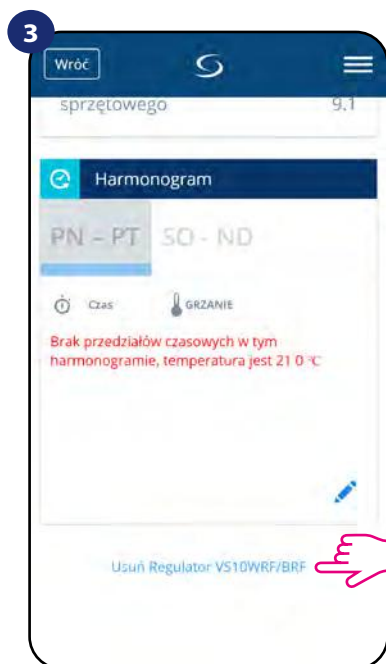 3
Wróć
sprzętowego 9.1
Harmonogram
PN – PT SO - ND
Czas GRZANIE
Brak przedziałów czasowych w tym
harmonogramie, temperatura jest 21 0 °C
Usuń Regulator VS10WRF/BRF